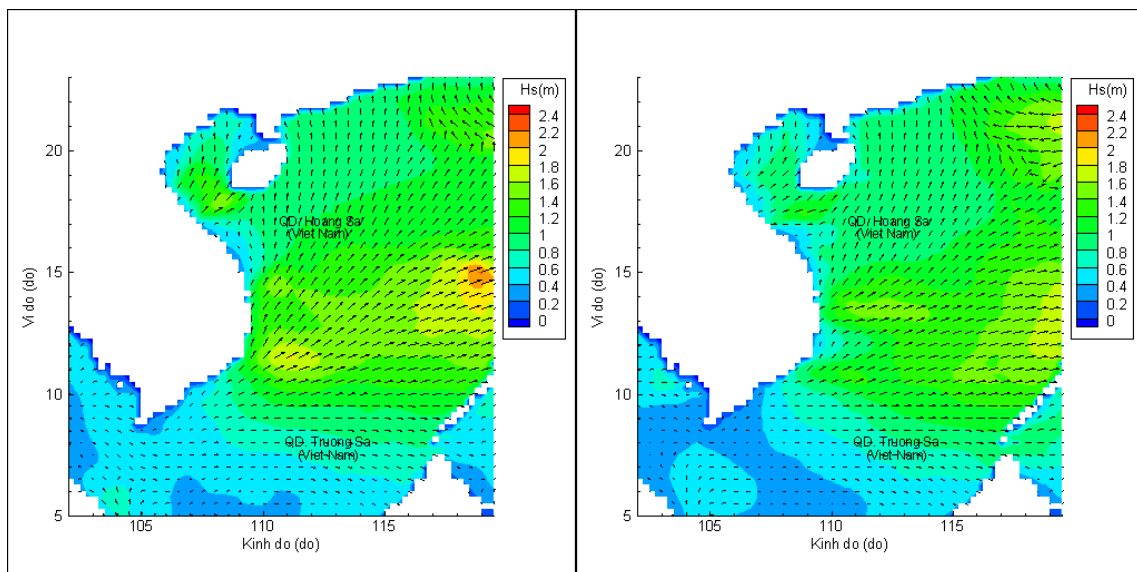 Hs(m)
2.4
2.2
2
1.8
1.6
1.4
1.2
1
0.8
0.6
0.4
0.2
0
20
15
10
5
Vi do (do)
QD. Hoang Sa
(Viet Nam)
QD. Truong Sa
(Viet Nam)
105
110
115
Kinh do (do)
Hs(m)
2.4
2.2
2
1.8
1.6
1.4
1.2
1
0.8
0.6
0.4
0.2
0
20
15
10
5
Vi do (do)
QD. Hoang Sa
(Viet Nam)
QD. Truong Sa
(Viet Nam)
105
110
115
Kinh do (do)